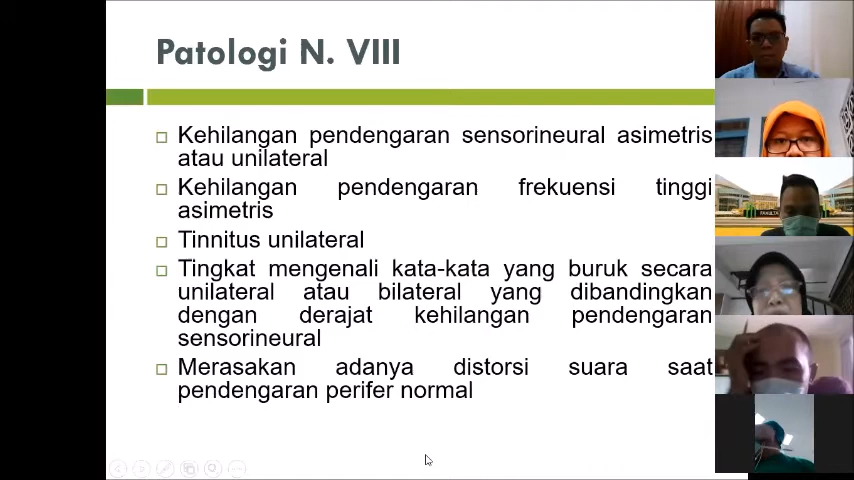 Patologi N. VIII
Kehilangan pendengaran sensorineural asimetris
atau unilateral
Kehilangan pendengaran frekuensi tinggi
asimetris
Tinnitus unilateral
Tingkat mengenali kata-kata yang buruk secara
unilateral atau bilateral yang dibandingkan
dengan derajat kehilangan pendengaran
sensorineural
Merasakan adanya distorsi suara saat
pendengaran perifer normal